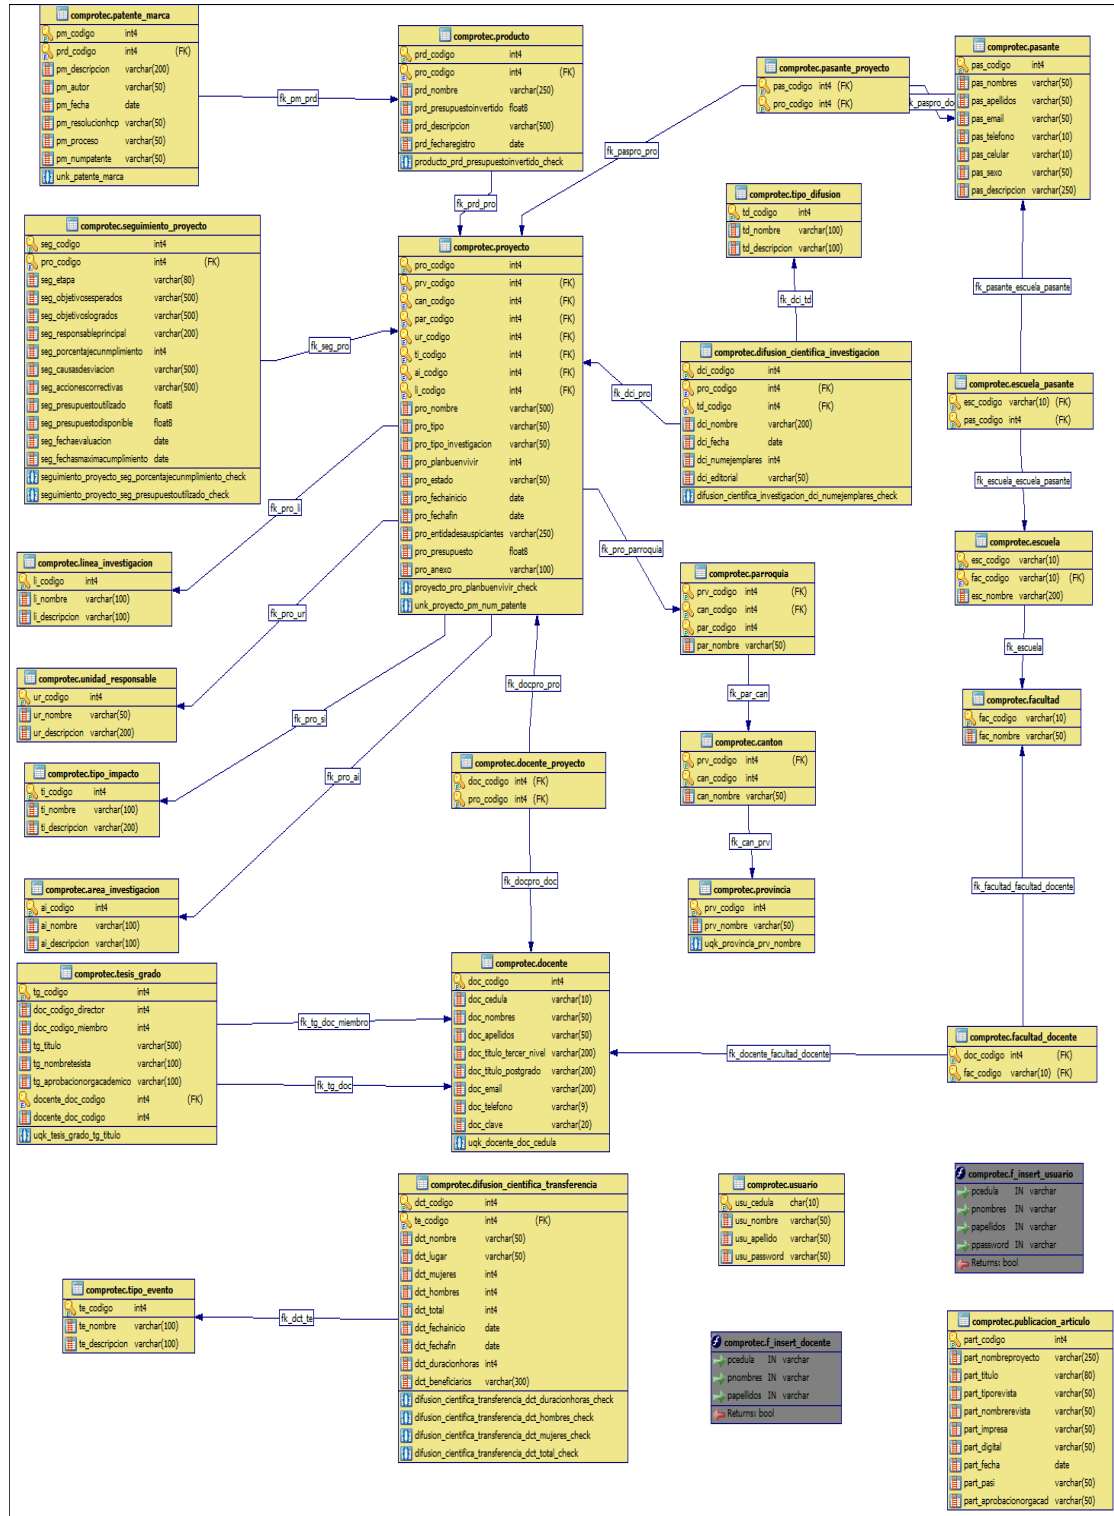 comprotec.patente_marca
pm_codigo int4
prd_codigo int4 (FK)
pm_descripcion varchar(200)
pm_autor varchar(50)
pm_fecha date
pm_resolucionhcp varchar(50)
pm_proceso varchar(50)
pm_numpatente varchar(50)
unk_patente_marca
fk_pm_prd
comprotec.producto
prd_codigo int4
pro_codigo int4 (FK)
prd_nombre varchar(250)
prd_presupuestoinvertido float8
prd_descripcion varchar(500)
prd_fecharegistro date
producto_prd_presupuestoinvertido_check
fk_prd_pro
comprotec.pasante_proyecto
pas_codigo int4 (FK)
pro_codigo int4 (FK)
k_paspro_do
fk_paspro_pro
comprotec.pasante
pas_codigo int4
pas_nombres varchar(50)
pas_apellidos varchar(50)
pas_email varchar(50)
pas_telefono varchar(10)
pas_celular varchar(10)
pas_sexo varchar(50)
pas_descripcion varchar(250)
comprotec.tipo_difusion
td_codigo int4
td_nombre varchar(100)
td_descripcion varchar(100)
fk_dci_td
fk_pasante_escuela_pasante
comprotec.seguimiento_proyecto
seg_codigo int4
pro_codigo int4 (FK)
seg_etapa varchar(80)
seg_objetivosesperados varchar(500)
seg_objetivoslogrados varchar(500)
seg_responsableprincipal varchar(200)
seg_porcentajecunmplimiento int4
seg_causasdesviacion varchar(500)
seg_accionescorrectivas varchar(500)
seg_presupuestoutilizado float8
seg_presupuestodisponible float8
seg_fechaevaluacion date
seg_fechasmaximacumplimiento date
seguimiento_proyecto_seg_porcentajecunmplimiento_check
seguimiento_proyecto_seg_presupuestoutilizado_check
fk_seg_pro
comprotec.proyecto
pro_codigo int4
prv_codigo int4 (FK)
can_codigo int4 (FK)
par_codigo int4 (FK)
ur_codigo int4 (FK)
ti_codigo int4 (FK)
ai_codigo int4 (FK)
li_codigo int4 (FK)
pro_nombre varchar(500)
pro_tipo varchar(50)
pro_tipo_investigacion varchar(50)
pro_planbuenvivir int4
pro_estado varchar(50)
pro_fechainicio date
pro_fechafin date
pro_entidadesauspiciantes varchar(250)
pro_presupuesto float8
pro_anexo varchar(100)
proyecto_pro_planbuenvivir_check
unk_proyecto_pm_num_patente
fk_dci_pro
comprotec.difusion_cientifica_investigacion
dci_codigo int4
pro_codigo int4 (FK)
td_codigo int4 (FK)
dci_nombre varchar(200)
dci_fecha date
dci_numejemplares int4
dci_editorial varchar(50)
difusion_cientifica_investigacion_dci_numejemplares_check
comprotec.escuela_pasante
esc_codigo varchar(10) (FK)
pas_codigo int4 (FK)
fk_escuela_escuela_pasante
fk_pro_li
fk_pro_parroquia
comprotec.linea_investigacion
li_codigo int4
li_nombre varchar(100)
li_descripcion varchar(100)
fk_pro_ur
comprotec.parroquia
prv_codigo int4 (FK)
can_codigo int4 (FK)
par_codigo int4
par_nombre varchar(50)
comprotec.escuela
esc_codigo varchar(10)
fac_codigo varchar(10) (FK)
esc_nombre varchar(200)
fk_escuela
comprotec.unidad_responsable
ur_codigo int4
ur_nombre varchar(50)
ur_descripcion varchar(200)
fk_docpro_pro
fk_par_can
comprotec.facultad
fac_codigo varchar(10)
fac_nombre varchar(50)
fk_pro_si
comprotec.canton
prv_codigo int4 (FK)
can_codigo int4
can_nombre varchar(50)
comprotec.tipo_impacto
ti_codigo int4
ti_nombre varchar(100)
ti_descripcion varchar(200)
fk_pro_ai
comprotec.docente_proyecto
doc_codigo int4 (FK)
pro_codigo int4 (FK)
fk_can_prv
fk_docpro_doc
comprotec.area_investigacion
ai_codigo int4
ai_nombre varchar(100)
ai_descripcion varchar(100)
comprotec.provincia
prv_codigo int4
prv_nombre varchar(50)
uqk_provincia_prv_nombre
fk_facultad_facultad_docente
comprotec.tesis_grado
tg_codigo int4
doc_codigo_director int4
doc_codigo_miembro int4
tg_titulo varchar(500)
tg_nombretesista varchar(100)
tg_aprobacionorgacademico varchar(100)
docente_doc_codigo int4 (FK)
docente_doc_codigo int4
uqk_tesis_grado_tg_titulo
fk_tg_doc_miembro
fk_tg_doc
comprotec.docente
doc_codigo int4
doc_cedula varchar(10)
doc_nombres varchar(50)
doc_apellidos varchar(50)
doc_titulo_tercer_nivel varchar(200)
doc_titulo_postgrado varchar(200)
doc_email varchar(200)
doc_telefono varchar(9)
doc_clave varchar(20)
uqk_docente_doc_cedula
fk_docente_facultad_docente
comprotec.facultad_docente
doc_codigo int4 (FK)
fac_codigo varchar(10) (FK)
comprotec.difusion_cientifica_transferencia
dct_codigo int4
te_codigo int4 (FK)
dct_nombre varchar(50)
dct_lugar varchar(50)
dct_mujeres int4
dct_hombres int4
dct_total int4
dct_fechainicio date
dct_fechafin date
dct_duracionhoras int4
dct_beneficiarios varchar(300)
difusion_cientifica_transferencia_dct_duracionhoras_check
difusion_cientifica_transferencia_dct_hombres_check
difusion_cientifica_transferencia_dct_mujeres_check
difusion_cientifica_transferencia_dct_total_check
comprotec.usuario
usu_cedula char(10)
usu_nombre varchar(50)
usu_apellido varchar(50)
usu_password varchar(50)
comprotec.f_insert_usuario
pcedula IN varchar
pnombres IN varchar
papellidos IN varchar
ppassword IN varchar
Returns: bool
comprotec.tipo_evento
te_codigo int4
te_nombre varchar(100)
te_descripcion varchar(100)
fk_dct_te
comprotec.f_insert_docente
pcedula IN varchar
pnombres IN varchar
papellidos IN varchar
Returns: bool
comprotec.publicacion_articulo
part_codigo int4
part_nombreproyecto varchar(250)
part_titulo varchar(80)
part_tiporevista varchar(50)
part_nombrerevista varchar(50)
part_impresa varchar(50)
part_digital varchar(50)
part_fecha date
part_pasi varchar(50)
part_aprobacionorgacad varchar(50)